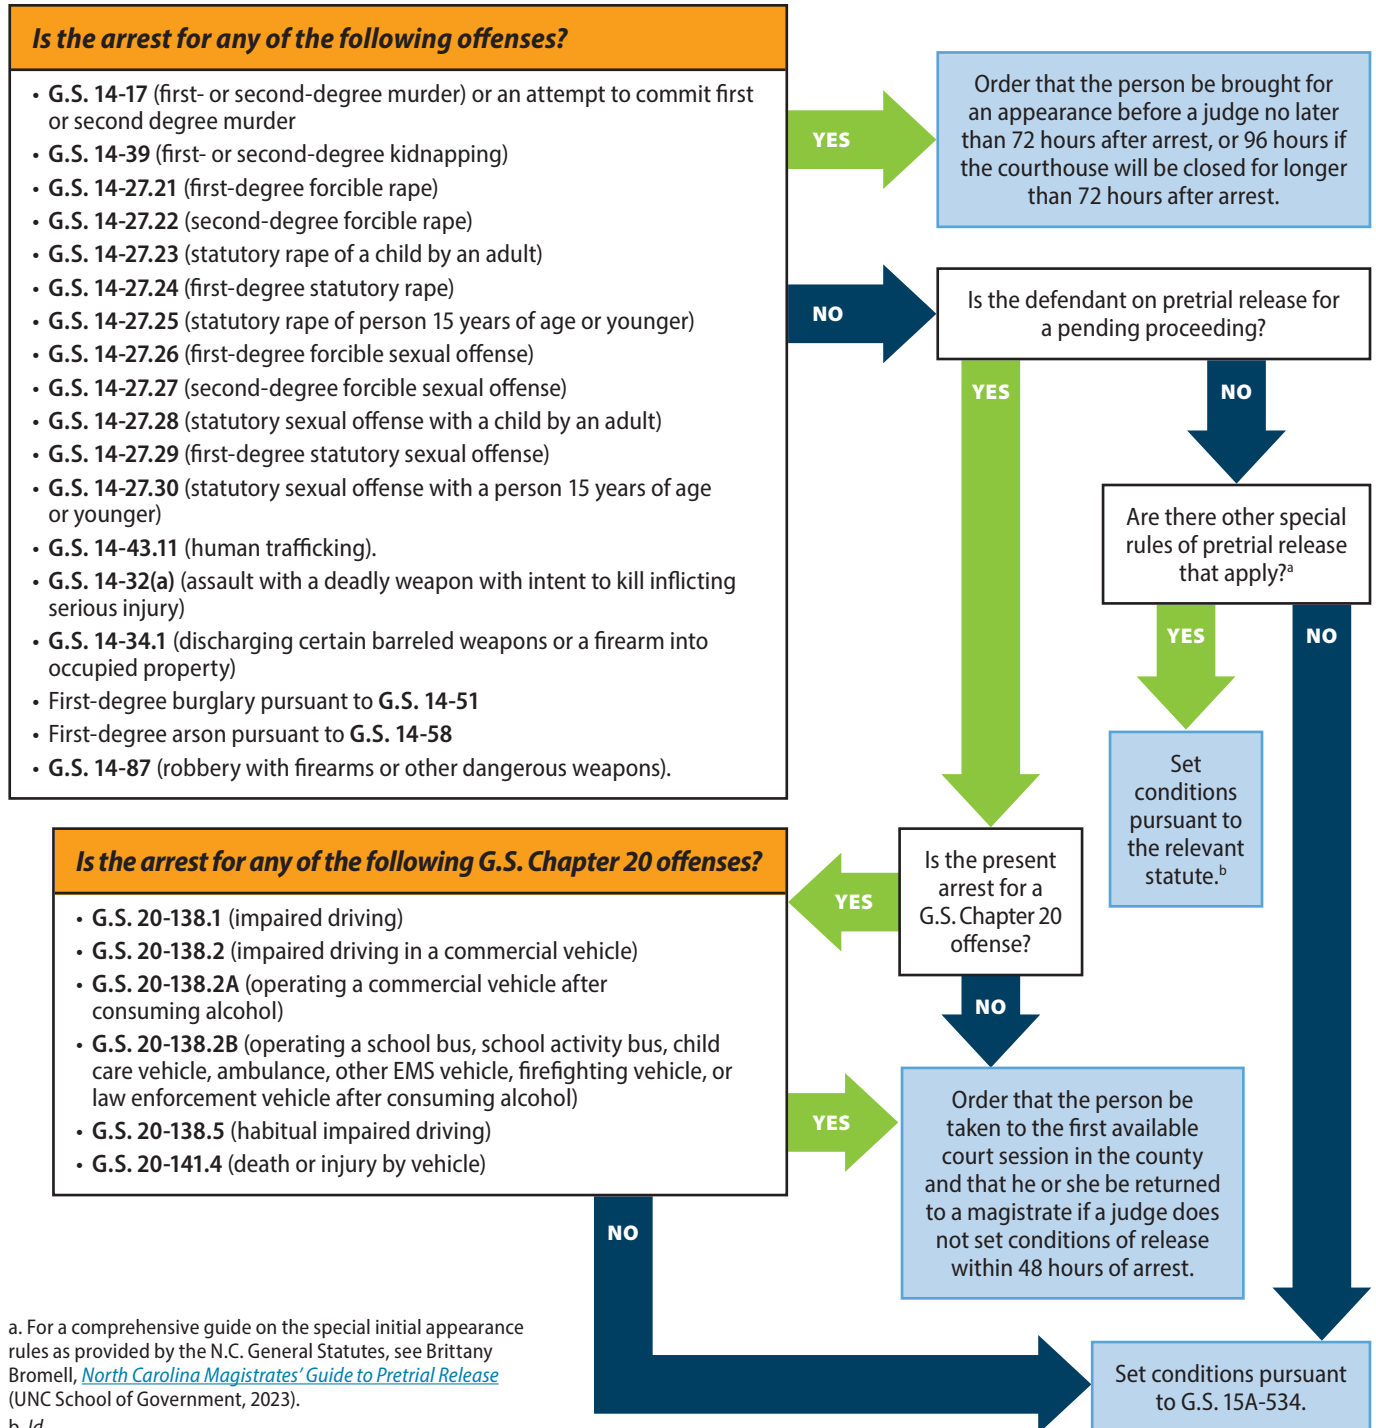 Is the arrest for any of the following offenses?
• G.S. 14-17 (first- or second-degree murder) or an attempt to commit first
or second degree murder
• G.S. 14-39 (first- or second-degree kidnapping)
• G.S. 14-27.21 (first-degree forcible rape)
• G.S. 14-27.22 (second-degree forcible rape)
• G.S. 14-27.23 (statutory rape of a child by an adult)
• G.S. 14-27.24 (first-degree statutory rape)
• G.S. 14-27.25 (statutory rape of person 15 years of age or younger)
• G.S. 14-27.26 (first-degree forcible sexual offense)
• G.S. 14-27.27 (second-degree forcible sexual offense)
• G.S. 14-27.28 (statutory sexual offense with a child by an adult)
• G.S. 14-27.29 (first-degree statutory sexual offense)
• G.S. 14-27.30 (statutory sexual offense with a person 15 years of age
or younger)
• G.S. 14-43.11 (human trafficking).
• G.S. 14-32(a) (assault with a deadly weapon with intent to kill inflicting
serious injury)
• G.S. 14-34.1 (discharging certain barreled weapons or a firearm into
occupied property)
• First-degree burglary pursuant to G.S. 14-51
• First-degree arson pursuant to G.S. 14-58
• G.S. 14-87 (robbery with firearms or other dangerous weapons).
YES
Order that the person be brought for
an appearance before a judge no later
than 72 hours after arrest, or 96 hours if
the courthouse will be closed for longer
than 72 hours after arrest.
NO
Is the defendant on pretrial release for
a pending proceeding?
YES
NO
Are there other special
rules of pretrial release
that apply?a
YES
NO
Set
conditions
pursuant to
the relevant
statute.b
Is the present
arrest for a
G.S. Chapter 20
offense?
YES
NO
Is the arrest for any of the following G.S. Chapter 20 offenses?
• G.S. 20-138.1 (impaired driving)
• G.S. 20-138.2 (impaired driving in a commercial vehicle)
• G.S. 20-138.2A (operating a commercial vehicle after
consuming alcohol)
• G.S. 20-138.2B (operating a school bus, school activity bus, child
care vehicle, ambulance, other EMS vehicle, firefighting vehicle, or
law enforcement vehicle after consuming alcohol)
• G.S. 20-138.5 (habitual impaired driving)
• G.S. 20-141.4 (death or injury by vehicle)
YES
Order that the person be
taken to the first available
court session in the county
and that he or she be returned
to a magistrate if a judge does
not set conditions of release
within 48 hours of arrest.
NO
Set conditions pursuant
to G.S. 15A-534.
a. For a comprehensive guide on the special initial appearance
rules as provided by the N.C. General Statutes, see Brittany
Bromell, North Carolina Magistrates' Guide to Pretrial Release
(UNC School of Government, 2023).
b. Id.